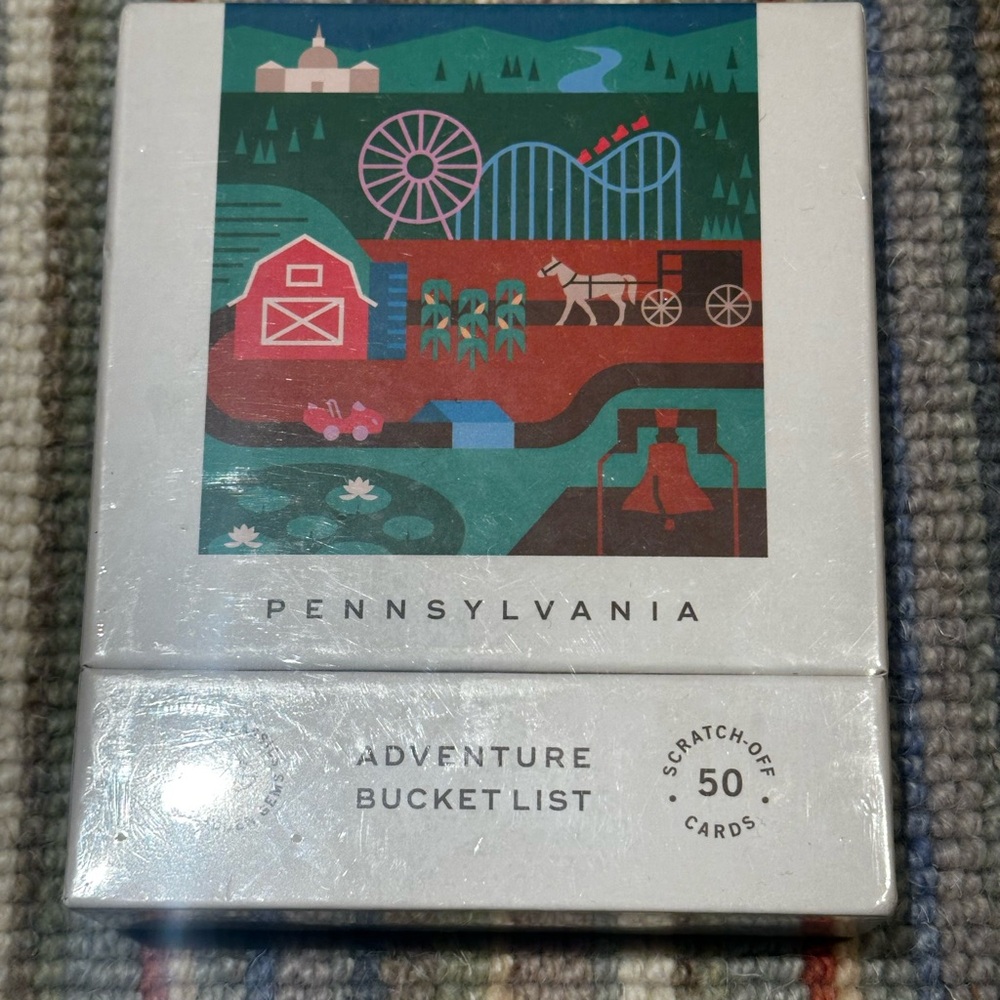 PENNSYLVANIA
ADVENTURE
BUCKET LIST
SCRATCH-OFF
50
CARDS